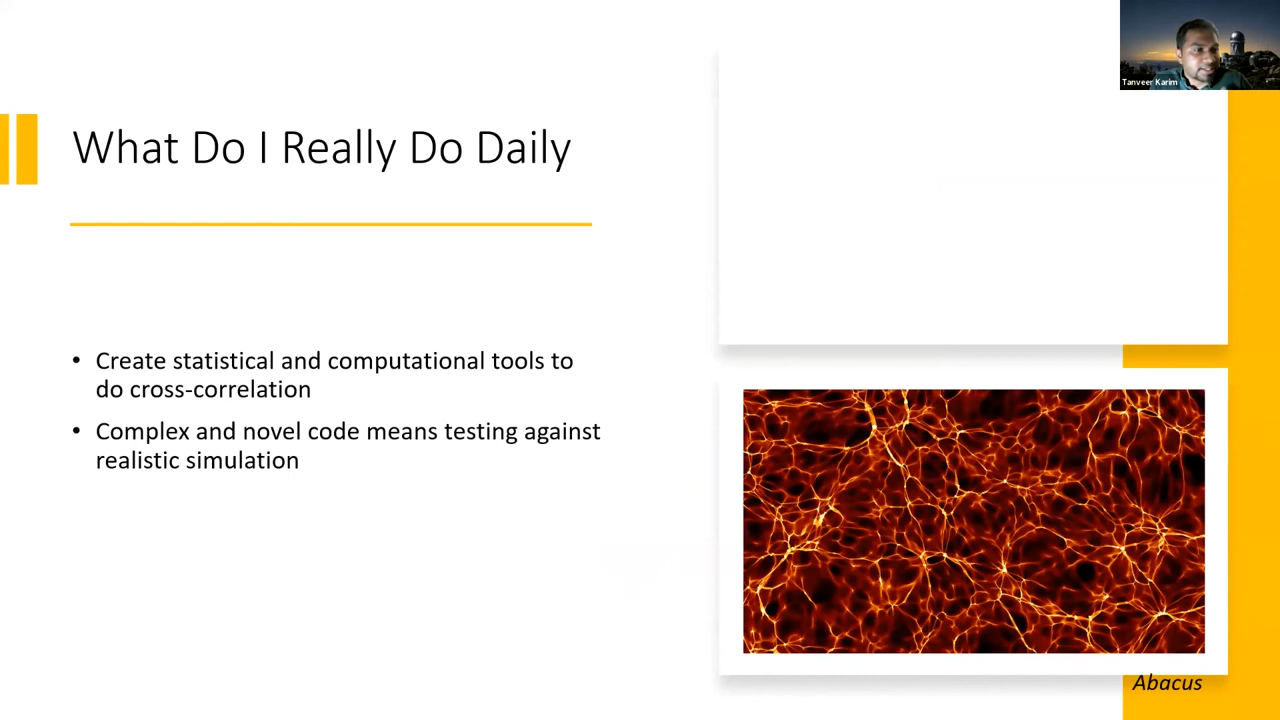 Tanveer Karim
What Do I Really Do Daily
• Create statistical and computational tools to
do cross-correlation
• Complex and novel code means testing against
realistic simulation
Abacus